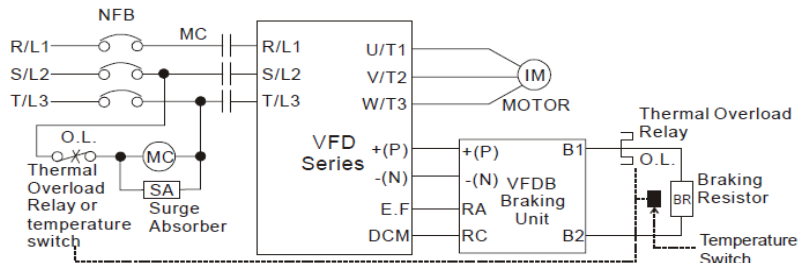 NFB
MC
R/L1
R/L1
U/T1
S/L2
S/L2
V/T2
IM
T/L3
T/L3
W/T3
MOTOR
Thermal Overload
Relay
O.L.
VFD
Series
+(P)
+(P)
B1
O.L.
MC
-(N)
-(N)
VFDB
Braking
Unit
Thermal
Overload
Relay or
temperature
switch
SA
Surge
Absorber
BR
Braking
Resistor
E.F
RA
DCM
RC
B2
Temperature
Switch